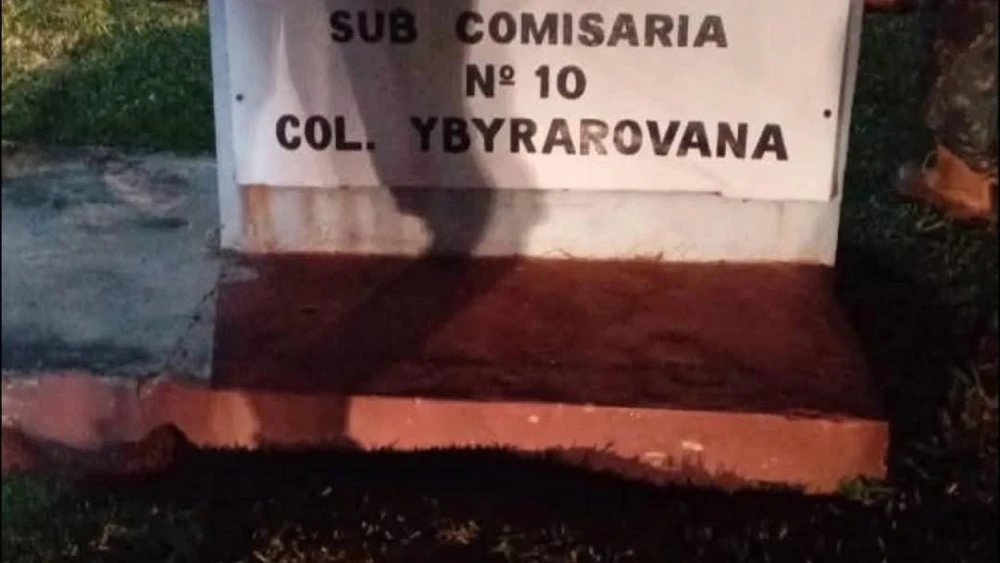 SUB COMISARIA
Nº 10
COL. YBYRAROVANA